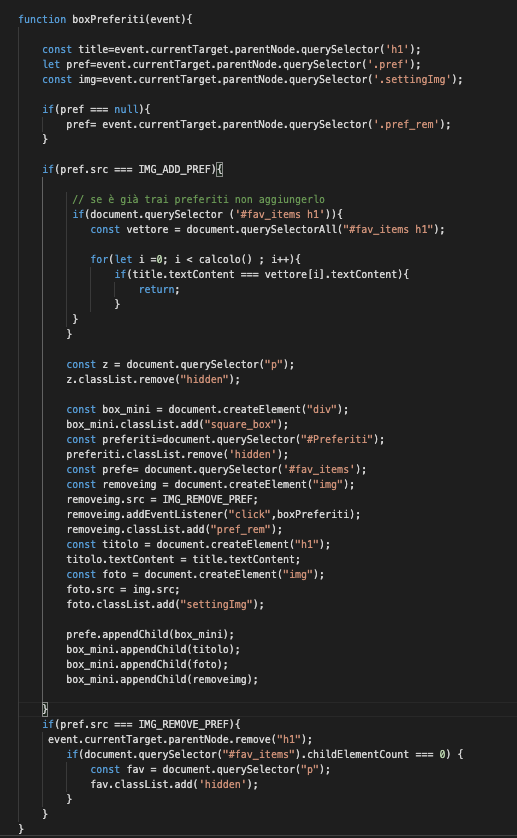 function boxPreferiti(event){
const title=event.currentTarget.parentNode.querySelector('h1');
let pref=event.currentTarget.parentNode.querySelector('.pref');
const img=event.currentTarget.parentNode.querySelector('.settingImg');
if(pref === null){
pref= event.currentTarget.parentNode.querySelector('.pref_rem');
}
if(pref.src === IMG_ADD_PREF){
// se è già trai preferiti non aggiungerlo
if(document.querySelector ('#fav_items h1')){
const vettore = document.querySelectorAll("#fav_items h1");
for(let i =0; i < calcolo() ; i++){
if(title.textContent === vettore[i].textContent){
return;
}
}
}
const z = document.querySelector("p");
z.classList.remove("hidden");
const box_mini = document.createElement("div");
box_mini.classList.add("square_box");
const preferiti=document.querySelector("#Preferiti");
preferiti.classList.remove('hidden');
const prefe= document.querySelector('#fav_items');
const removeimg = document.createElement("img");
removeimg.src = IMG_REMOVE_PREF;
removeimg.addEventListener("click",boxPreferiti);
removeimg.classList.add("pref_rem");
const titolo = document.createElement("h1");
titolo.textContent = title.textContent;
const foto = document.createElement("img");
foto.src = img.src;
foto.classList.add("settingImg");
prefe.appendChild(box_mini);
box_mini.appendChild(titolo);
box_mini.appendChild(foto);
box_mini.appendChild(removeimg);
}
if(pref.src === IMG_REMOVE_PREF){
event.currentTarget.parentNode.remove("h1");
if(document.querySelector("#fav_items").childElementCount === 0) {
const fav = document.querySelector("p");
fav.classList.add('hidden');
}
}
}